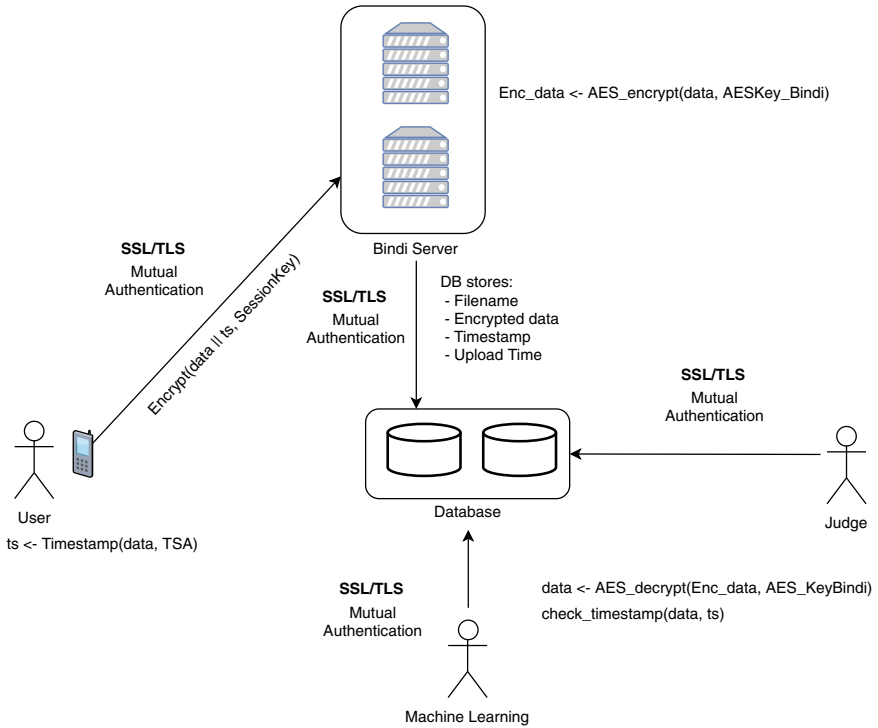 Enc_data <- AES_encrypt(data, AESKey_Bindi)
Bindi Server
SSL/TLS
Mutual
Authentication
Encrypt(data || ts, SessionKey)
SSL/TLS
Mutual
Authentication
DB stores:
- Filename
- Encrypted data
- Timestamp
- Upload Time
SSL/TLS
Mutual
Authentication
User
ts <- Timestamp(data, TSA)
Database
Judge
SSL/TLS
Mutual
Authentication
data <- AES_decrypt(Enc_data, AES_KeyBindi)
check_timestamp(data, ts)
Machine Learning